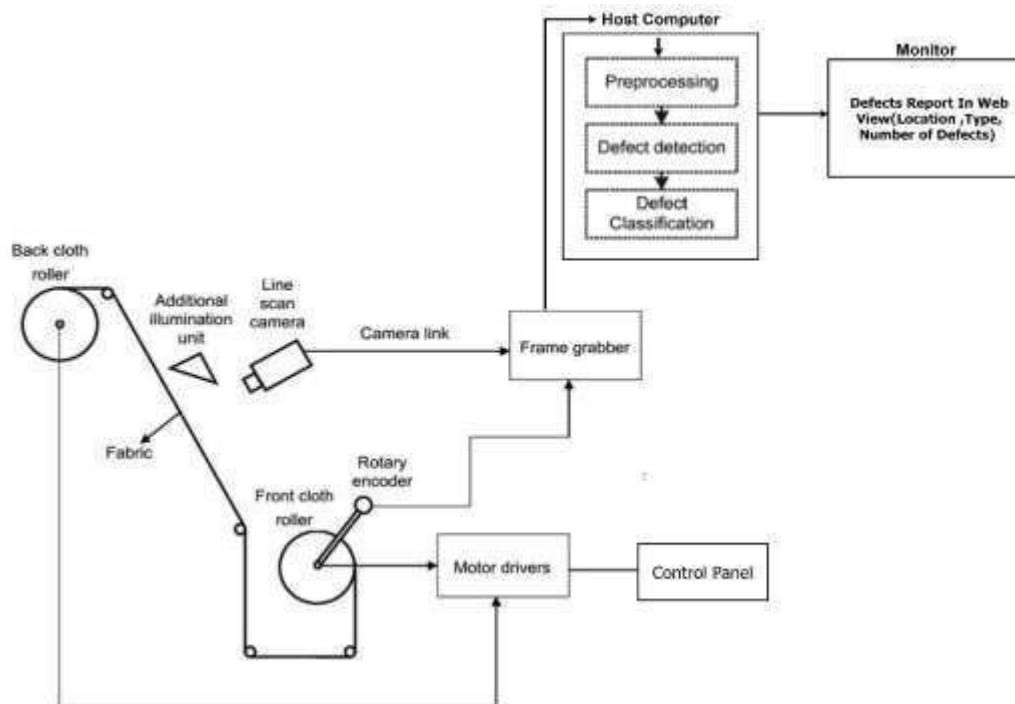 Host Computer
Preprocessing
Defect detection
Defect
Classification
Monitor
Defects Report In Web
View(Location ,Type,
Number of Defects)
Back cloth
roller
Additional
illumination
unit
Line
scan
camera
Camera link
Frame grabber
Fabric
Rotary
encoder
Front cloth
roller
Motor drivers
Control Panel